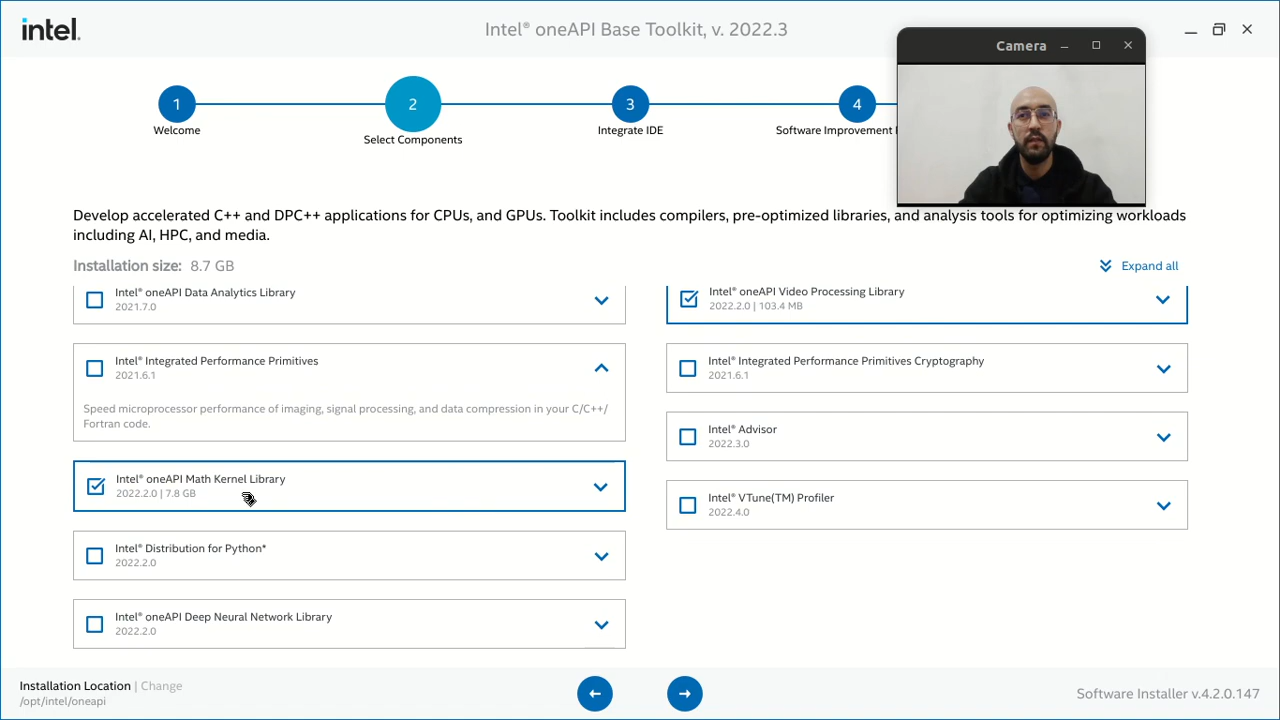 intel.
Intel® oneAPI Base Toolkit, v. 2022.3
Camera
1
2
3
4
Welcome
Select Components
Integrate IDE
Software Improvement
Develop accelerated C++ and DPC++ applications for CPUs, and GPUs. Toolkit includes compilers, pre-optimized libraries, and analysis tools for optimizing workloads
including AI, HPC, and media.
Installation size: 8.7 GB
Expand all
Intel® oneAPI Data Analytics Library
2021.7.0
Intel® Integrated Performance Primitives
2021.6.1
Speed microprocessor performance of imaging, signal processing, and data compression in your C/C++/
Fortran code.
Intel® oneAPI Math Kernel Library
2022.2.0 | 7.8 GB
Intel® Distribution for Python*
2022.2.0
Intel® oneAPI Deep Neural Network Library
2022.2.0
Intel® oneAPI Video Processing Library
2022.2.0 | 103.4 MB
Intel® Integrated Performance Primitives Cryptography
2021.6.1
Intel® Advisor
2022.3.0
Intel® VTune(TM) Profiler
2022.4.0
Installation Location | Change
/opt/intel/oneapi
Software Installer v.4.2.0.147